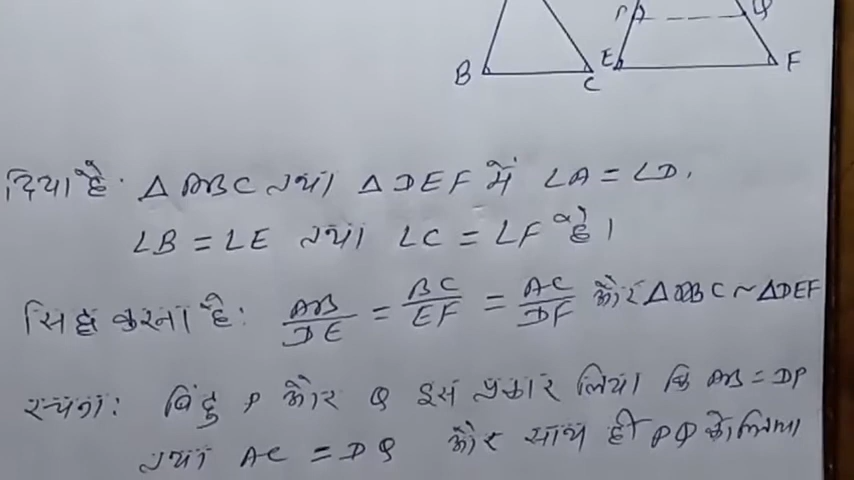 P Q
B C E F
दिया है: △ ABC तथा △ DEF में ∠A = ∠D,
∠B = ∠E तथा ∠C = ∠F है।
सिद्ध करना है: AB/DE = BC/EF = AC/DF और △ABC ~ △DEF
रचना: बिंदु P और Q इस प्रकार लिया कि AB = DP
तथा AC = DQ और साथ ही PQ को मिलाया